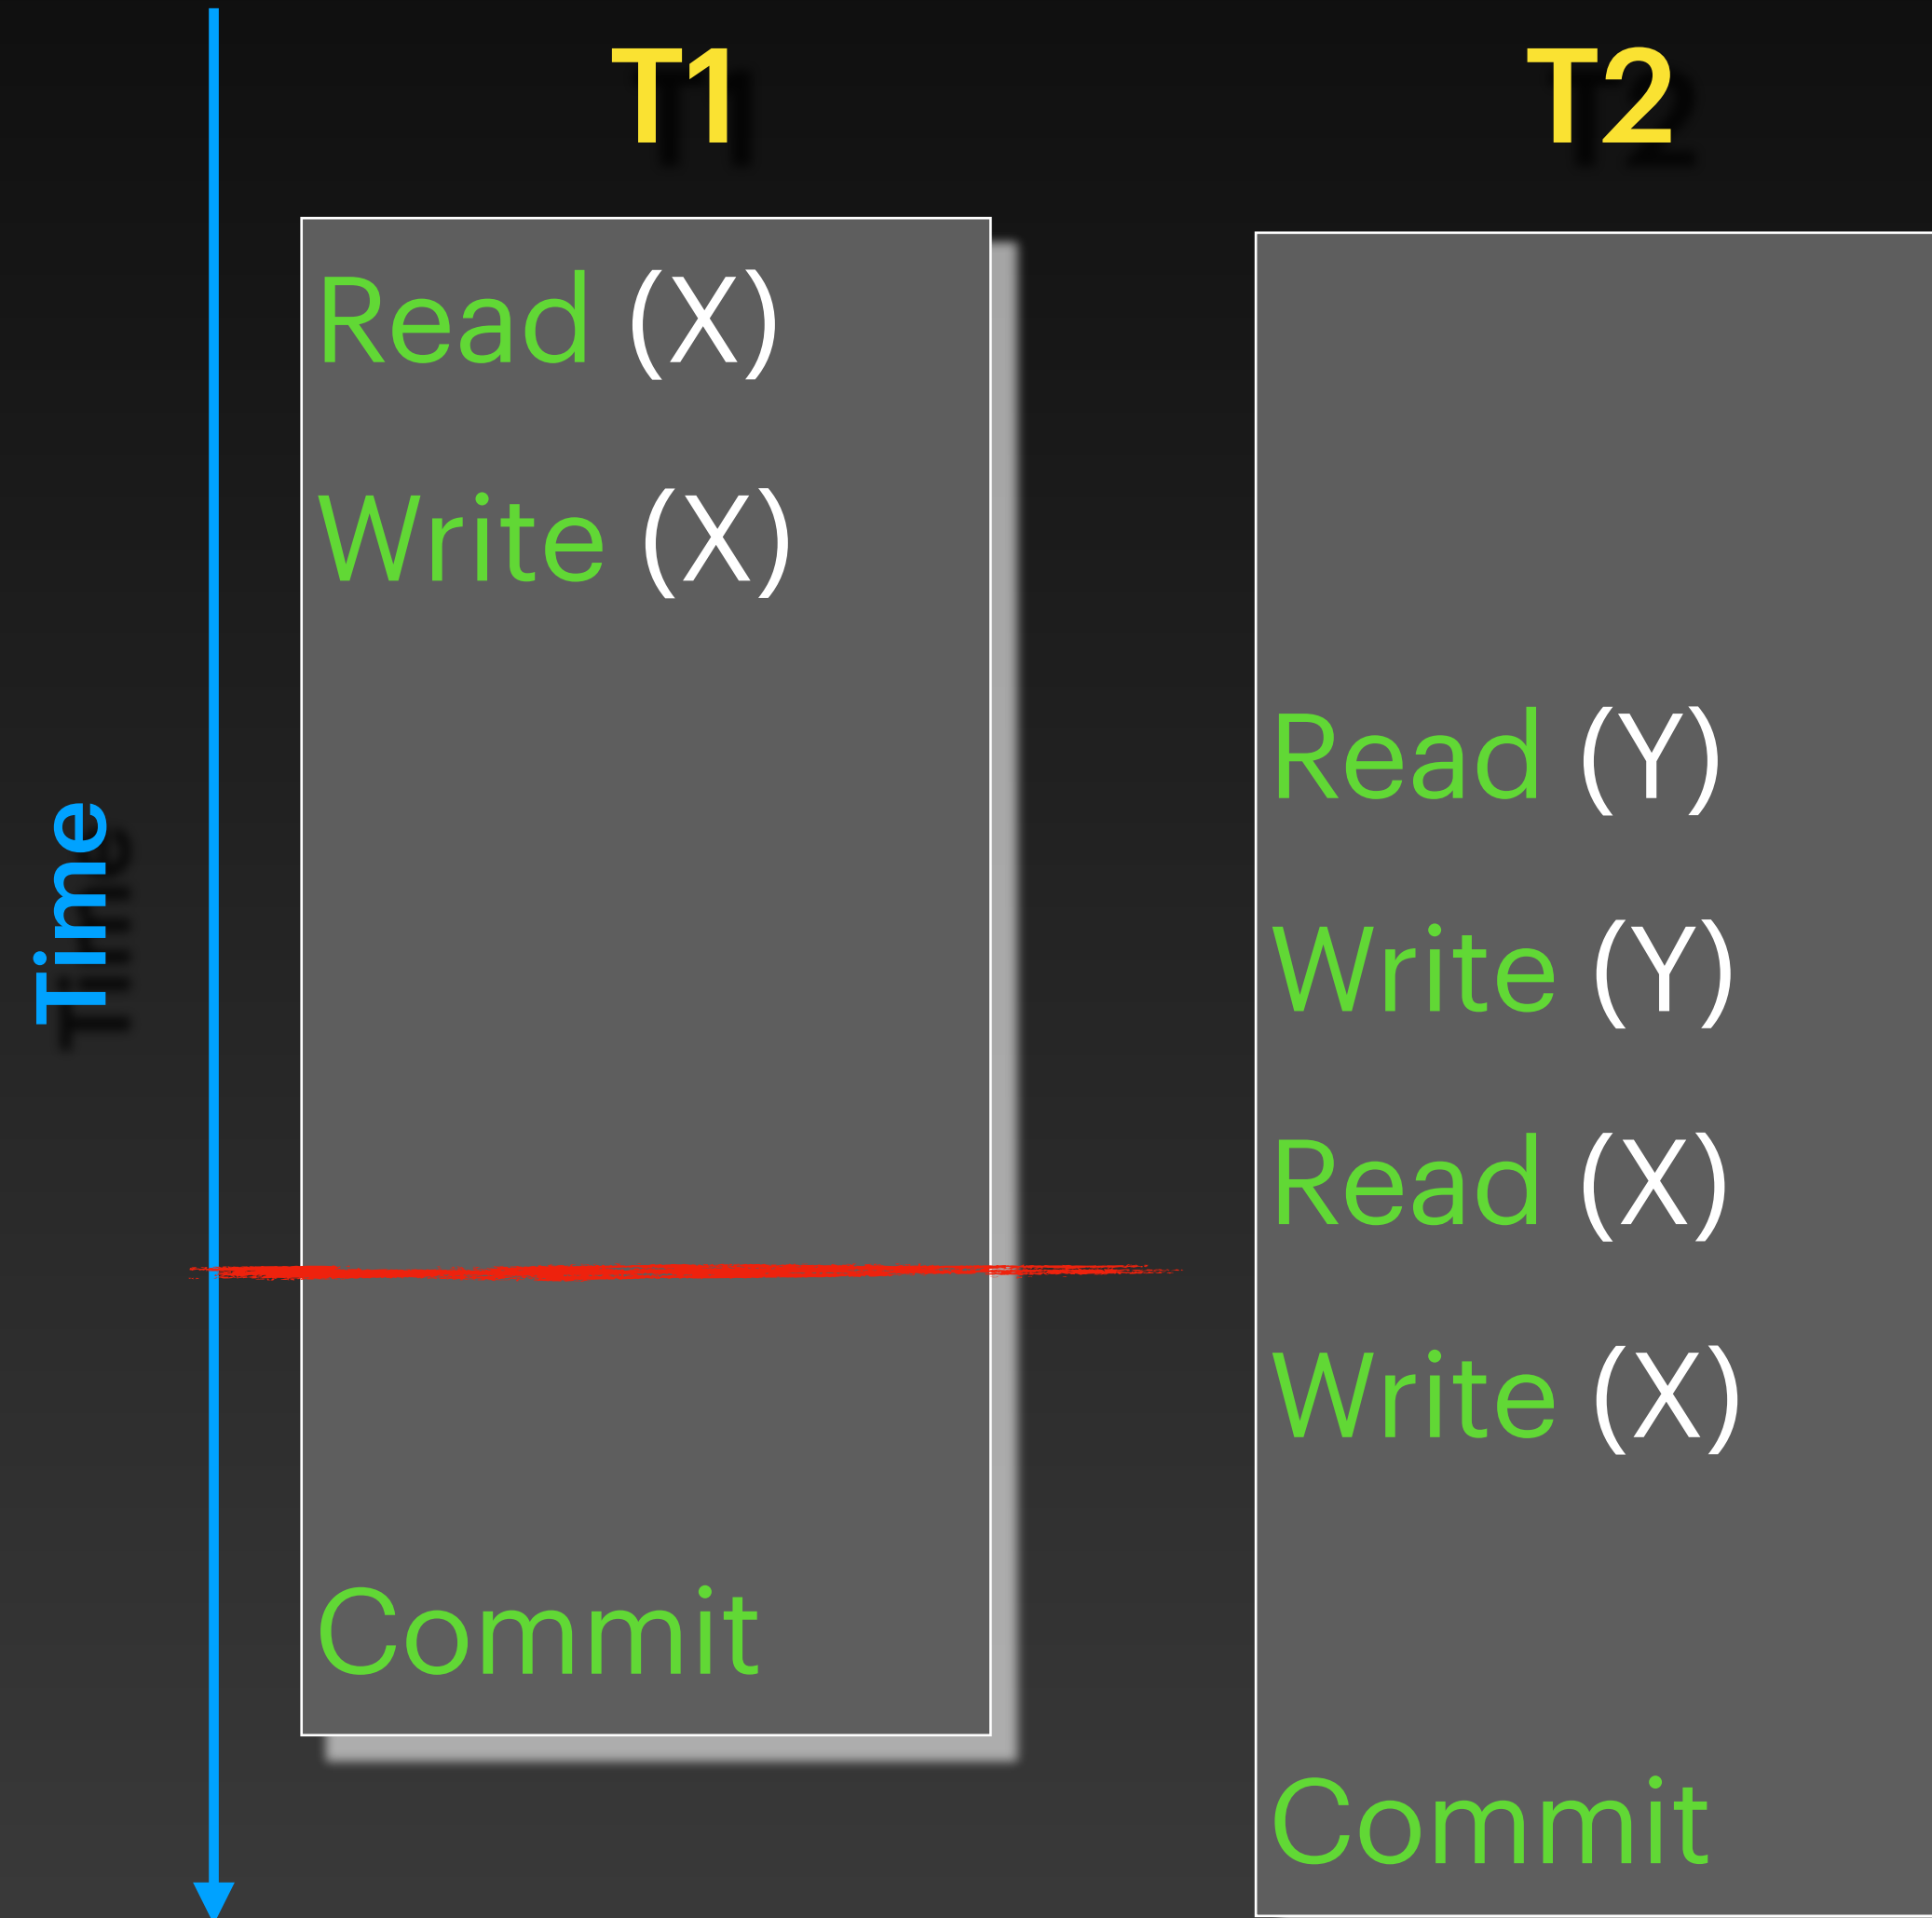 T1
T2
Time
Read (X)
Write (X)
Read (Y)
Write (Y)
Read (X)
Write (X)
Commit
Commit